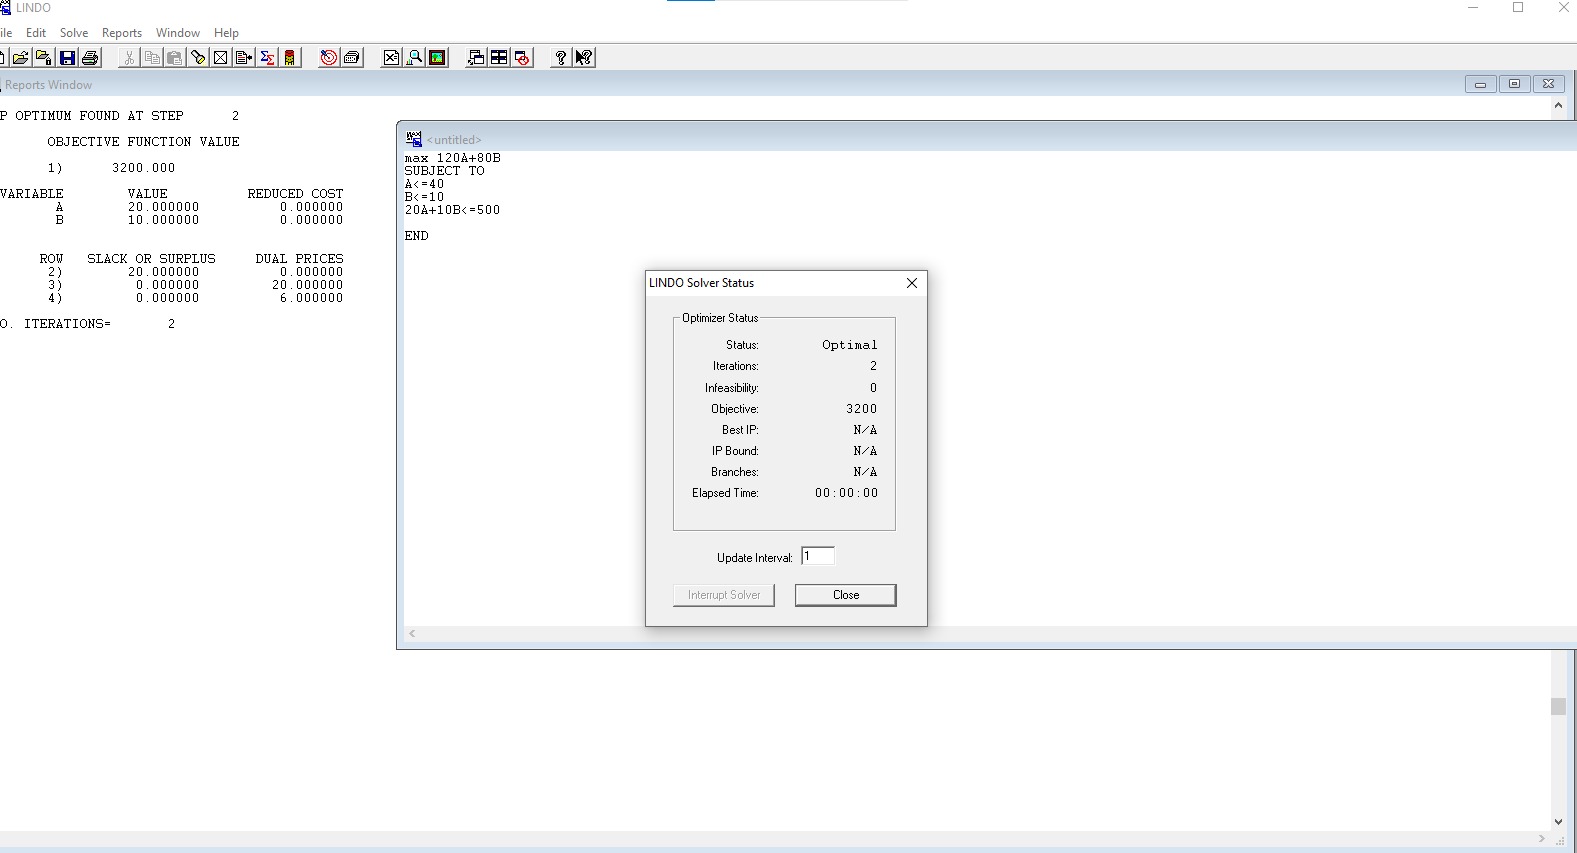 LINDO
ile Edit Solve Reports Window Help
Reports Window
P OPTIMUM FOUND AT STEP 2
OBJECTIVE FUNCTION VALUE
1) 3200.000
VARIABLE VALUE REDUCED COST
A 20.000000 0.000000
B 10.000000 0.000000
ROW SLACK OR SURPLUS DUAL PRICES
2) 20.000000 0.000000
3) 0.000000 20.000000
4) 0.000000 6.000000
O. ITERATIONS= 2
<untitled>
max 120A+80B
SUBJECT TO
A<=40
B<=10
20A+10B<=500
END
LINDO Solver Status
Optimizer Status
Status: Optimal
Iterations: 2
Infeasibility: 0
Objective: 3200
Best IP: N/A
IP Bound: N/A
Branches: N/A
Elapsed Time: 00:00:00
Update Interval: 1
Interrupt Solver Close